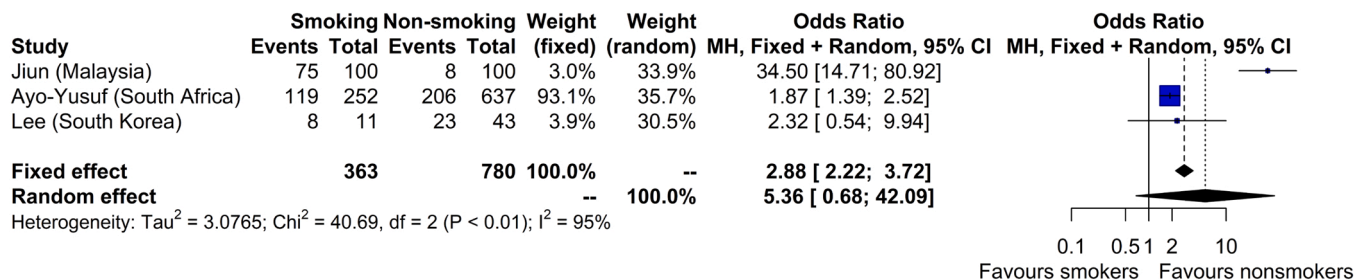 Smoking Non-smoking Weight Weight Odds Ratio Odds Ratio
Study Events Total Events Total (fixed) (random) MH, Fixed + Random, 95% CI MH, Fixed + Random, 95% CI
Jiun (Malaysia) 75 100 8 100 3.0% 33.9% 34.50 [14.71; 80.92]
Ayo-Yusuf (South Africa) 119 252 206 637 93.1% 35.7% 1.87 [ 1.39; 2.52]
Lee (South Korea) 8 11 23 43 3.9% 30.5% 2.32 [ 0.54; 9.94]
Fixed effect 363 780 100.0% -- 2.88 [ 2.22; 3.72]
Random effect -- 100.0% 5.36 [ 0.68; 42.09]
Heterogeneity: Tau² = 3.0765; Chi² = 40.69, df = 2 (P < 0.01); I² = 95%
0.1 0.5 1 2 10
Favours smokers Favours nonsmokers